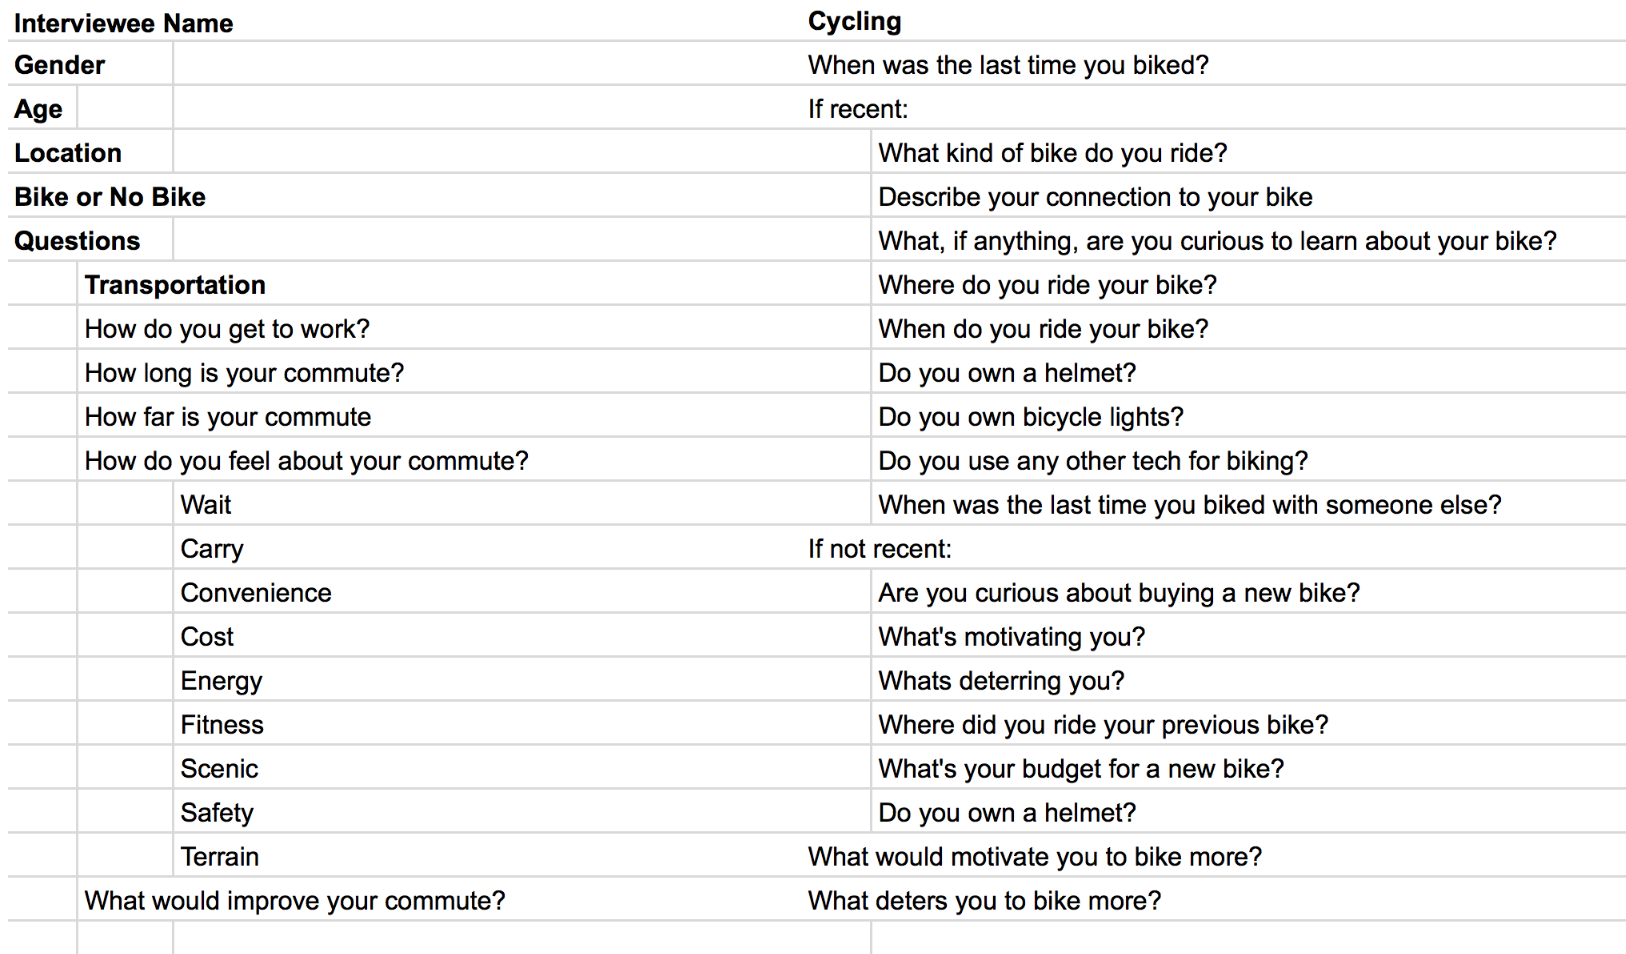 Interviewee Name
Gender
Age
Location
Bike or No Bike
Questions
Transportation
How do you get to work?
How long is your commute?
How far is your commute
How do you feel about your commute?
Wait
Carry
Convenience
Cost
Energy
Fitness
Scenic
Safety
Terrain
What would improve your commute?
Cycling
When was the last time you biked?
If recent:
What kind of bike do you ride?
Describe your connection to your bike
What, if anything, are you curious to learn about your bike?
Where do you ride your bike?
When do you ride your bike?
Do you own a helmet?
Do you own bicycle lights?
Do you use any other tech for biking?
When was the last time you biked with someone else?
If not recent:
Are you curious about buying a new bike?
What's motivating you?
Whats deterring you?
Where did you ride your previous bike?
What's your budget for a new bike?
Do you own a helmet?
What would motivate you to bike more?
What deters you to bike more?